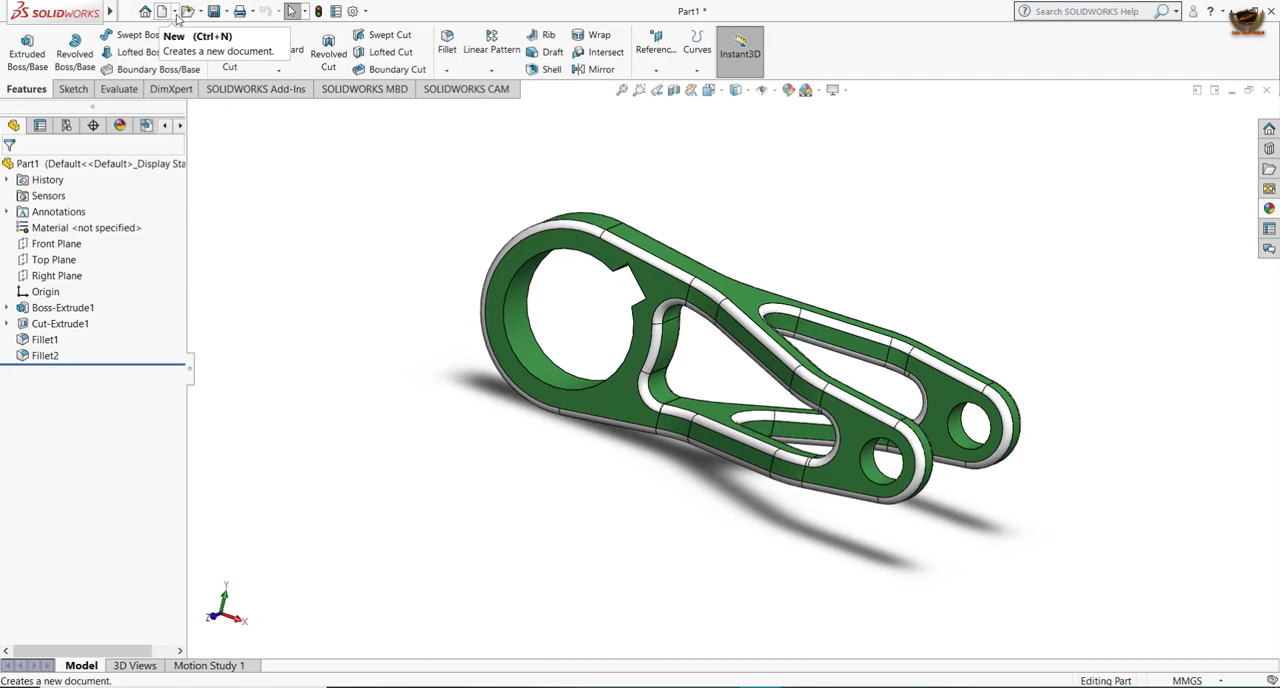 SOLIDWORKS
Part1 *
Search SOLIDWORKS Help
New (Ctrl+N)
Creates a new document.
Extruded Boss/Base
Revolved Boss/Base
Swept Bos
Lofted Bos
Boundary Boss/Base
ard
Cut
Revolved Cut
Swept Cut
Lofted Cut
Boundary Cut
Fillet
Linear Pattern
Rib
Draft
Shell
Wrap
Intersect
Mirror
Referenc...
Curves
Instant3D
Features Sketch Evaluate DimXpert SOLIDWORKS Add-Ins SOLIDWORKS MBD SOLIDWORKS CAM
Part1 (Default<<Default>_Display Sta
History
Sensors
Annotations
Material <not specified>
Front Plane
Top Plane
Right Plane
Origin
Boss-Extrude1
Cut-Extrude1
Fillet1
Fillet2
Y
Z
X
Model 3D Views Motion Study 1
Creates a new document.
Editing Part
MMGS